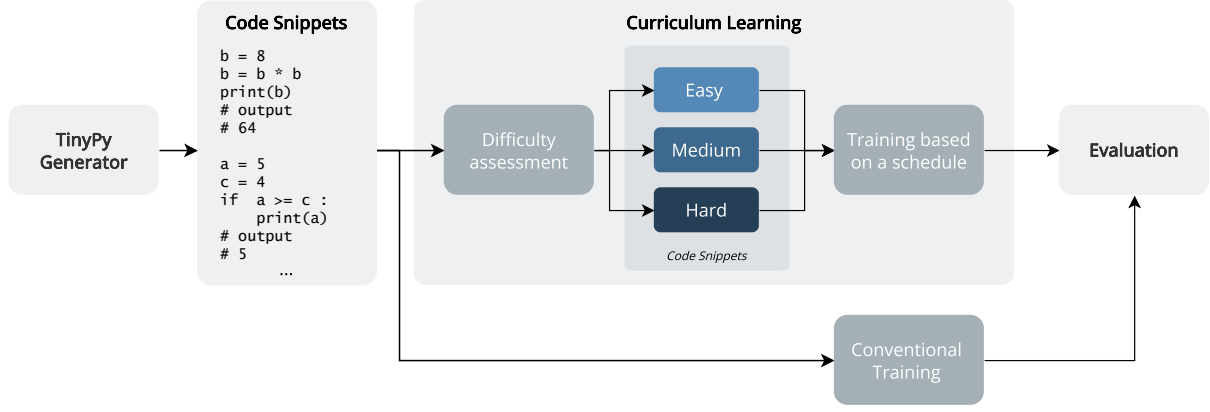 TinyPy
Generator
Code Snippets
b = 8
b = b * b
print(b)
# output
# 64
a = 5
c = 4
if  a >= c :
    print(a)
# output
# 5
...
Curriculum Learning
Difficulty
assessment
Easy
Medium
Hard
Code Snippets
Training based
on a schedule
Evaluation
Conventional
Training